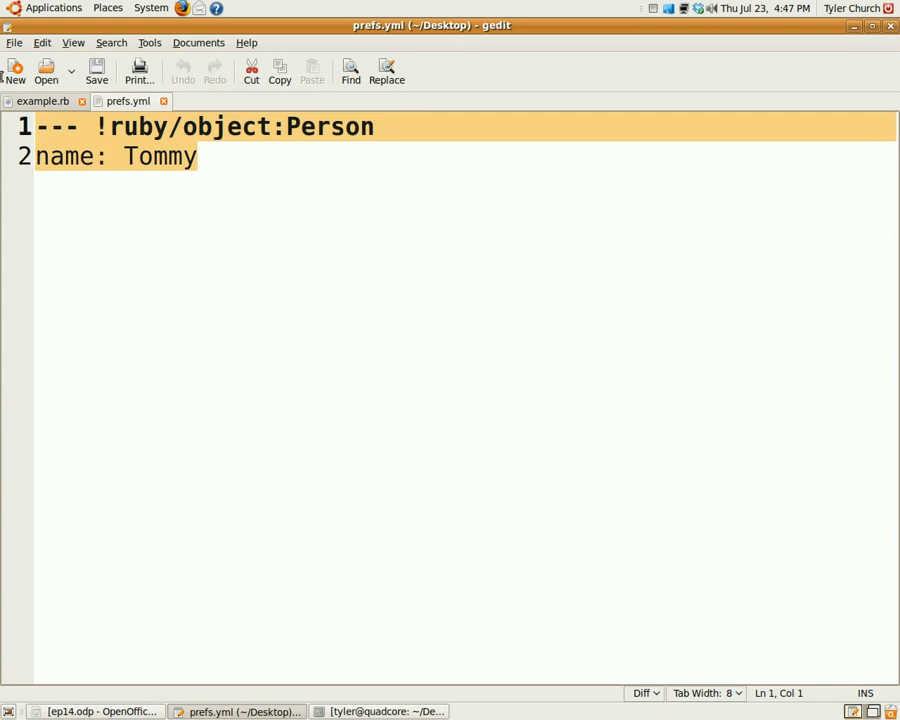 Applications Places System Thu Jul 23, 4:47 PM Tyler Church
prefs.yml (~/Desktop) - gedit
File Edit View Search Tools Documents Help
New Open Save Print... Undo Redo Cut Copy Paste Find Replace
example.rb prefs.yml
1 --- !ruby/object:Person
2 name: Tommy
Diff Tab Width: 8 Ln 1, Col 1 INS
[ep14.odp - OpenOffic... prefs.yml (~/Desktop)... [tyler@quadcore: ~/De...